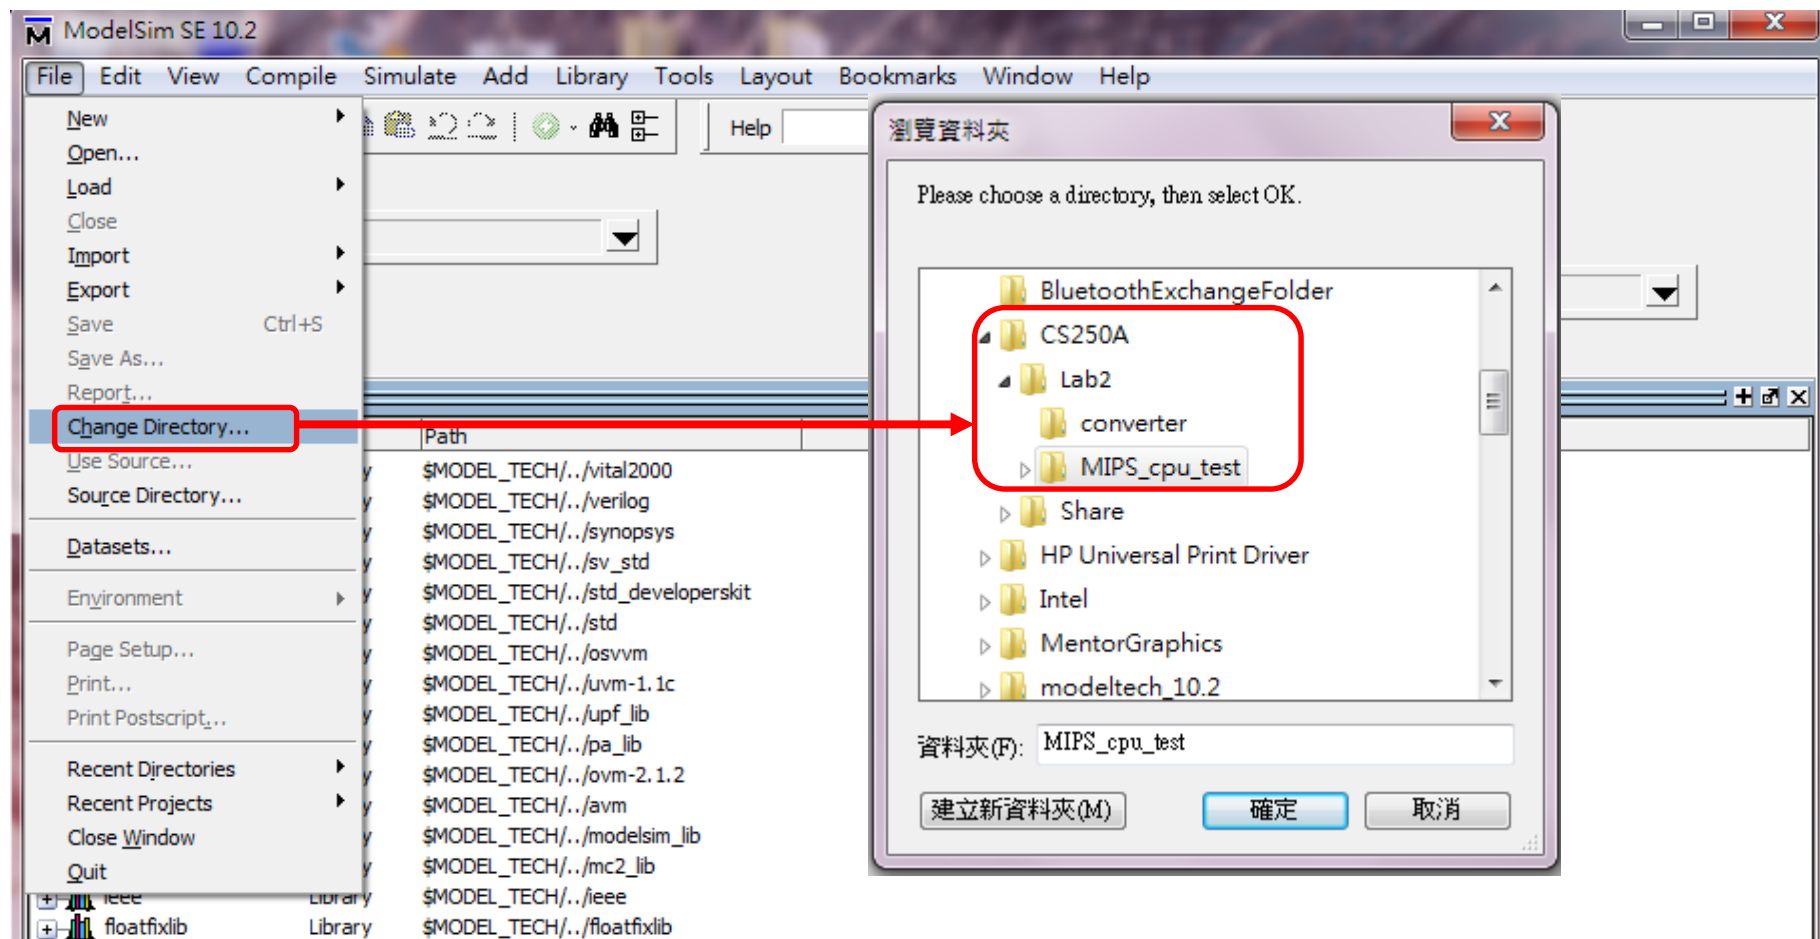 ModelSim SE 10.2
File Edit View Compile Simulate Add Library Tools Layout Bookmarks Window Help
New
Open...
Load
Close
Import
Export
Save Ctrl+S
Save As...
Report...
Change Directory...
Use Source...
Source Directory...
Datasets...
Environment
Page Setup...
Print...
Print Postscript...
Recent Directories
Recent Projects
Close Window
Quit
Help
Path
y $MODEL_TECH/../vital2000
y $MODEL_TECH/../verilog
y $MODEL_TECH/../synopsys
y $MODEL_TECH/../sv_std
y $MODEL_TECH/../std_developerskit
y $MODEL_TECH/../std
y $MODEL_TECH/../osvvm
y $MODEL_TECH/../uvm-1.1c
y $MODEL_TECH/../upf_lib
y $MODEL_TECH/../pa_lib
y $MODEL_TECH/../ovm-2.1.2
y $MODEL_TECH/../avm
y $MODEL_TECH/../modelsim_lib
y $MODEL_TECH/../mc2_lib
ieee Library $MODEL_TECH/../ieee
floatfixlib Library $MODEL_TECH/../floatfixlib
瀏覽資料夾
Please choose a directory, then select OK.
BluetoothExchangeFolder
CS250A
Lab2
converter
MIPS_cpu_test
Share
HP Universal Print Driver
Intel
MentorGraphics
modeltech_10.2
資料夾(F): MIPS_cpu_test
建立新資料夾(M) 確定 取消